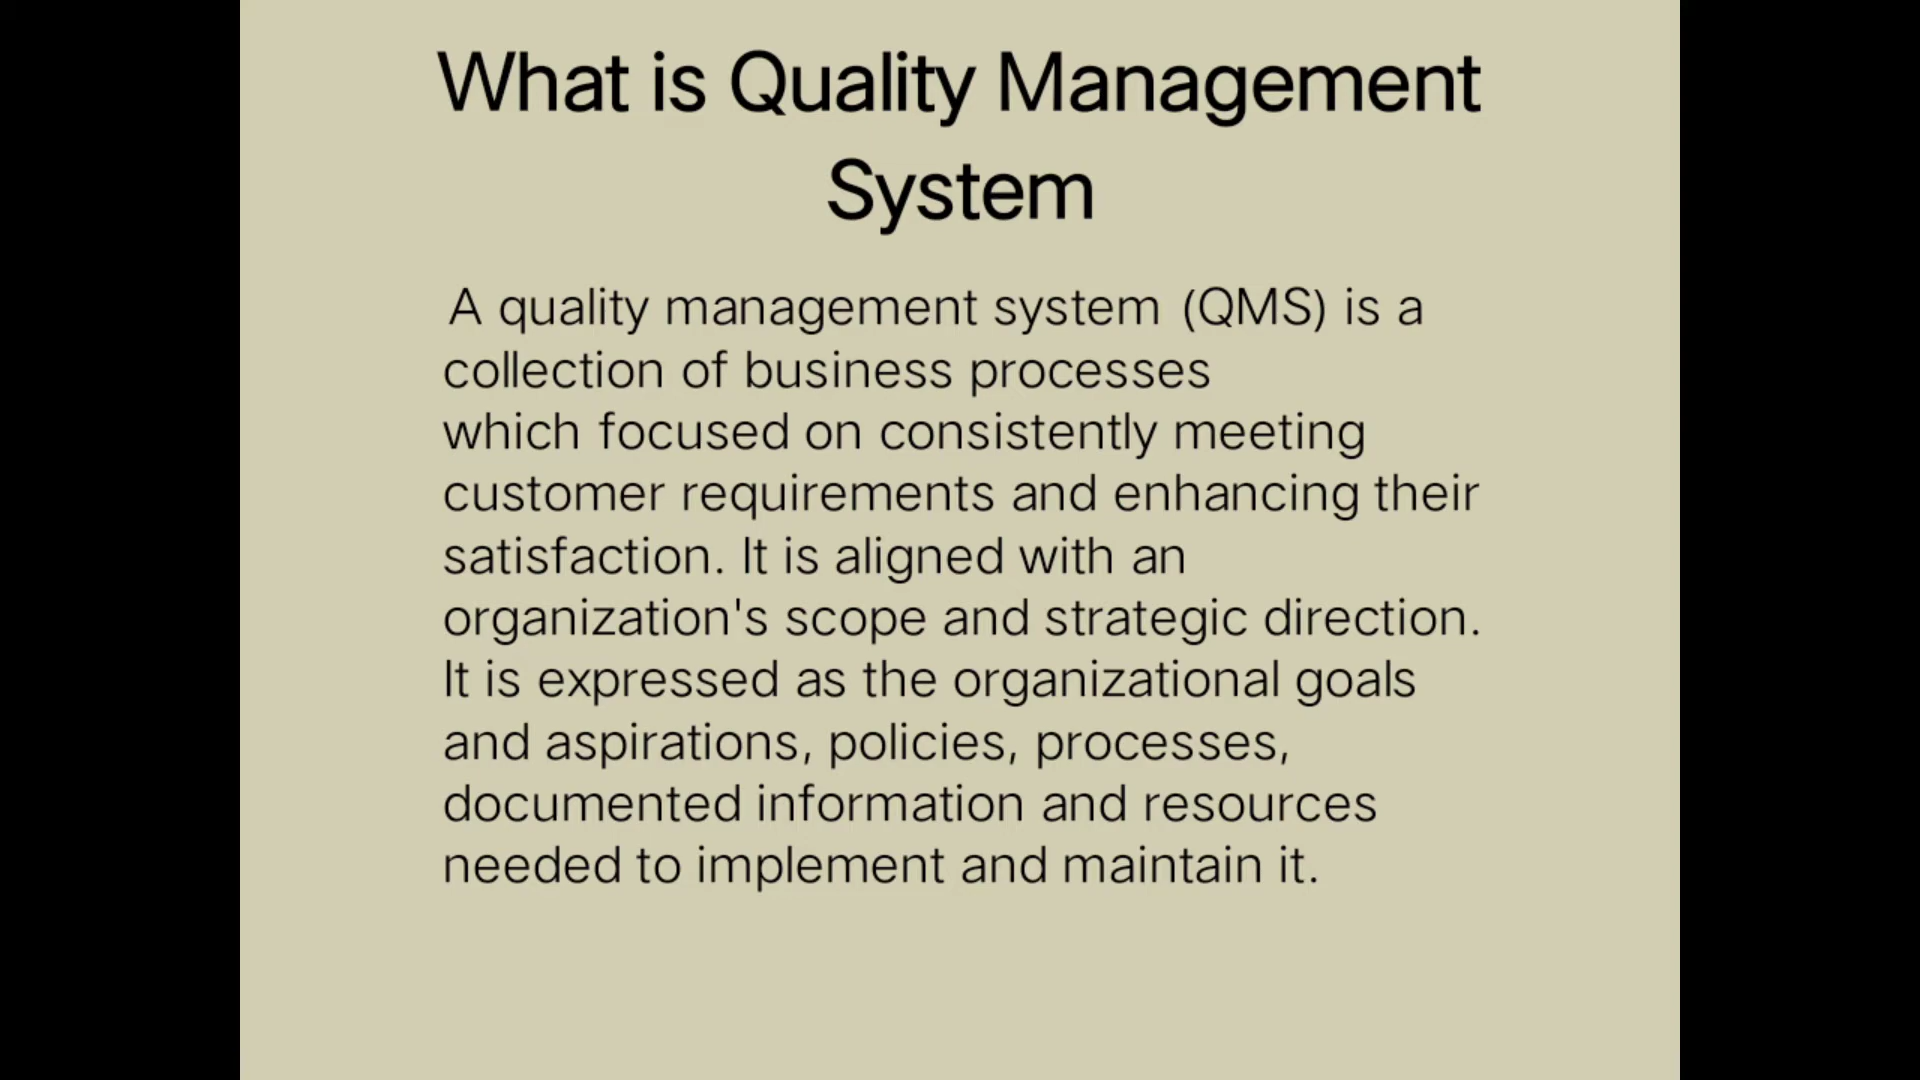 What is Quality Management
System
A quality management system (QMS) is a
collection of business processes
which focused on consistently meeting
customer requirements and enhancing their
satisfaction. It is aligned with an
organization's scope and strategic direction.
It is expressed as the organizational goals
and aspirations, policies, processes,
documented information and resources
needed to implement and maintain it.